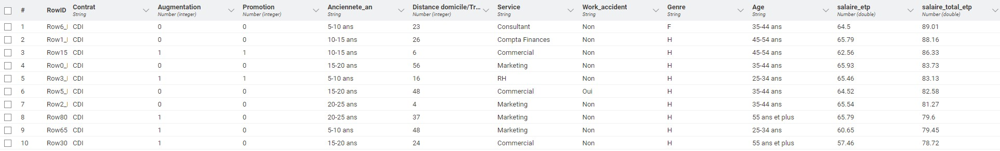 # RowID Contrat Augmentation Promotion Anciennete_an Distance domicile/Tr... Service Work_accident Genre Age salaire_etp salaire_total_etp
String Number (integer) Number (integer) String Number (integer) String String String String Number (double) Number (double)
1 Row6_ CDI 0 0 5-10 ans 23 Consultant Non F 35-44 ans 64.5 89.01
2 Row1_ CDI 0 0 10-15 ans 26 Compta Finances Non H 45-54 ans 65.79 88.16
3 Row15 CDI 1 1 10-15 ans 6 Commercial Non H 45-54 ans 62.56 86.33
4 Row0_ CDI 0 0 15-20 ans 56 Marketing Non H 35-44 ans 65.93 83.73
5 Row3_ CDI 1 1 5-10 ans 16 RH Non H 25-34 ans 65.46 83.13
6 Row5_ CDI 0 0 15-20 ans 48 Commercial Oui H 35-44 ans 64.52 82.58
7 Row2_ CDI 0 0 20-25 ans 4 Marketing Non H 35-44 ans 65.54 81.27
8 Row80 CDI 1 0 20-25 ans 37 Marketing Non H 55 ans et plus 65.79 79.6
9 Row65 CDI 1 0 5-10 ans 48 Marketing Non H 25-34 ans 60.65 79.45
10 Row30 CDI 1 0 15-20 ans 24 Commercial Non H 55 ans et plus 57.46 78.72